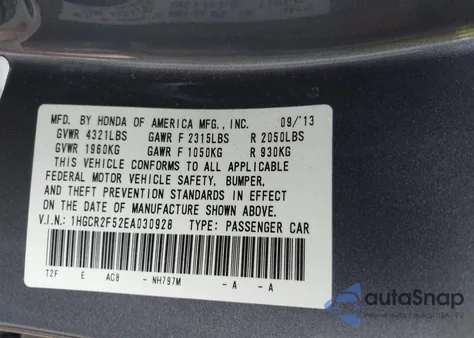 MFD. BY HONDA OF AMERICA MFG., INC. 09/'13
GVWR 4321LBS GAWR F 2315LBS R 2050LBS
GVWR 1960KG GAWR F 1050KG R 930KG
THIS VEHICLE CONFORMS TO ALL APPLICABLE
FEDERAL MOTOR VEHICLE SAFETY, BUMPER,
AND THEFT PREVENTION STANDARDS IN EFFECT
ON THE DATE OF MANUFACTURE SHOWN ABOVE.
V.I.N.: 1HGCR2F52EA030928 TYPE: PASSENGER CAR
T2F E AC8 - NH797M - A - A
autoSnap